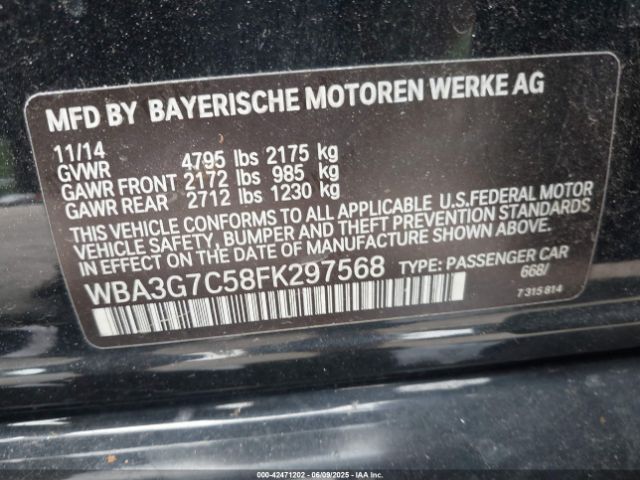 MFD BY BAYERISCHE MOTOREN WERKE AG
11/14
GVWR 4795 lbs 2175 kg
GAWR FRONT 2172 lbs 985 kg
GAWR REAR 2712 lbs 1230 kg
THIS VEHICLE CONFORMS TO ALL APPLICABLE U.S.FEDERAL MOTOR
VEHICLE SAFETY, BUMPER AND THEFT PREVENTION STANDARDS
IN EFFECT ON THE DATE OF MANUFACTURE SHOWN ABOVE.
WBA3G7C58FK297568 TYPE: PASSENGER CAR
668/
7 315 814
000-42471202 | 06/09/2025 | IAA Inc.